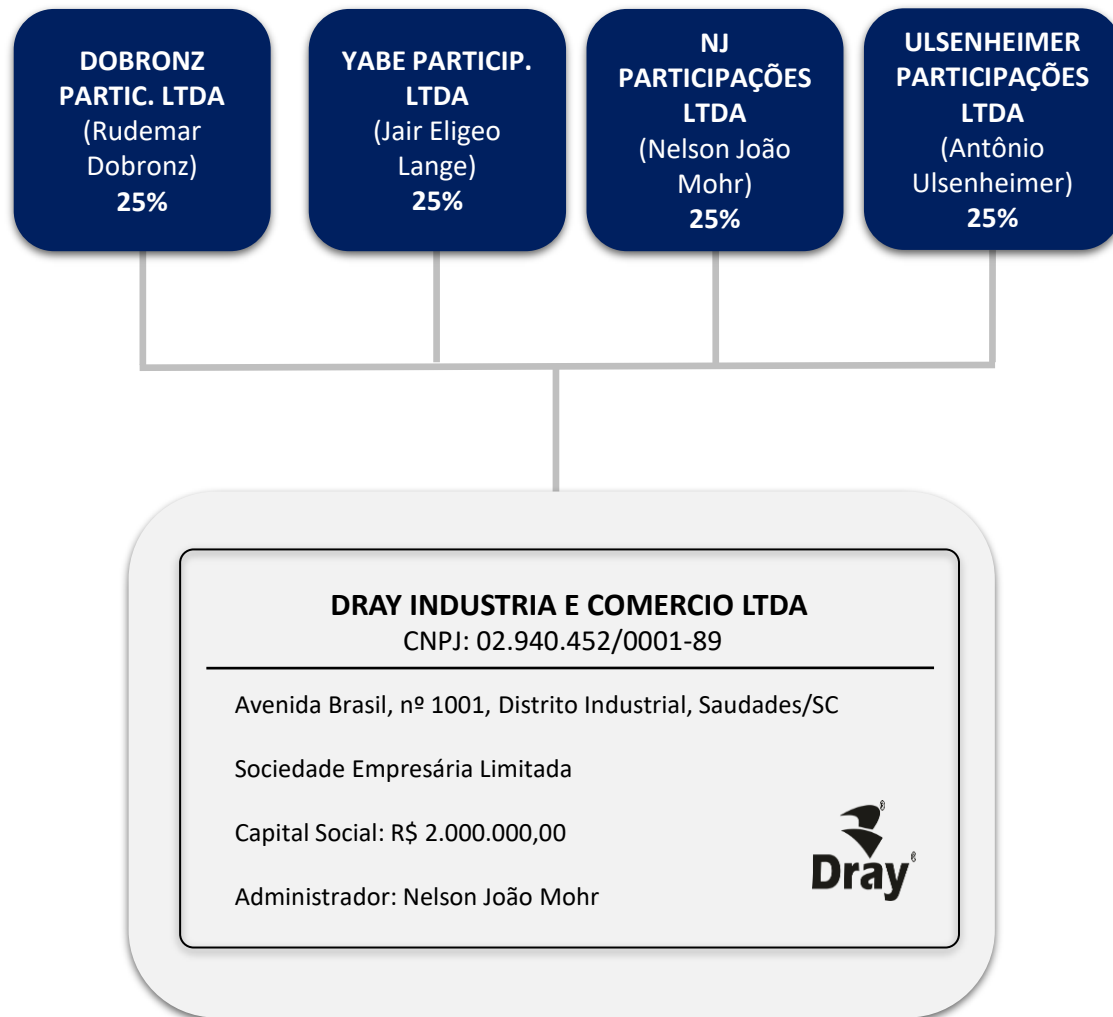 DOBRONZ
PARTIC. LTDA
(Rudemar
Dobronz)
25%
YABE PARTICIP.
LTDA
(Jair Eligeo
Lange)
25%
NJ
PARTICIPAÇÕES
LTDA
(Nelson João
Mohr)
25%
ULSENHEIMER
PARTICIPAÇÕES
LTDA
(Antônio
Ulsenheimer)
25%
DRAY INDUSTRIA E COMERCIO LTDA
CNPJ: 02.940.452/0001-89
Avenida Brasil, nº 1001, Distrito Industrial, Saudades/SC
Sociedade Empresária Limitada
Capital Social: R$ 2.000.000,00
Administrador: Nelson João Mohr
Dray®